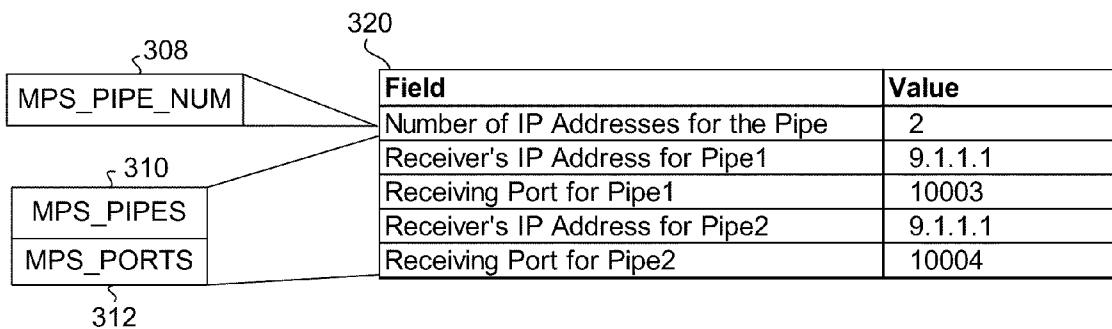 320
308
MPS_PIPE_NUM
310
MPS_PIPES
MPS_PORTS
312
Field Value
Number of IP Addresses for the Pipe 2
Receiver's IP Address for Pipe1 9.1.1.1
Receiving Port for Pipe1 10003
Receiver's IP Address for Pipe2 9.1.1.1
Receiving Port for Pipe2 10004